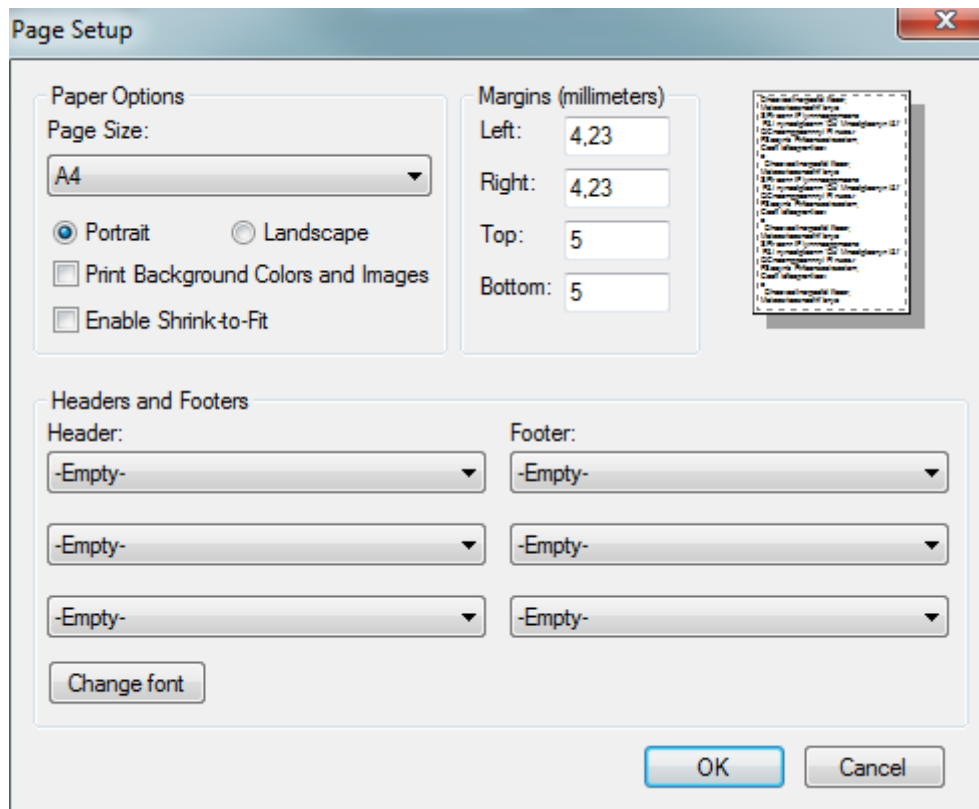 Page Setup
Paper Options
Page Size:
A4
Portrait
Landscape
Print Background Colors and Images
Enable Shrink-to-Fit
Margins (millimeters)
Left:
4,23
Right:
4,23
Top:
5
Bottom:
5
Headers and Footers
Header:
Footer:
-Empty-
-Empty-
-Empty-
-Empty-
-Empty-
-Empty-
Change font
OK
Cancel